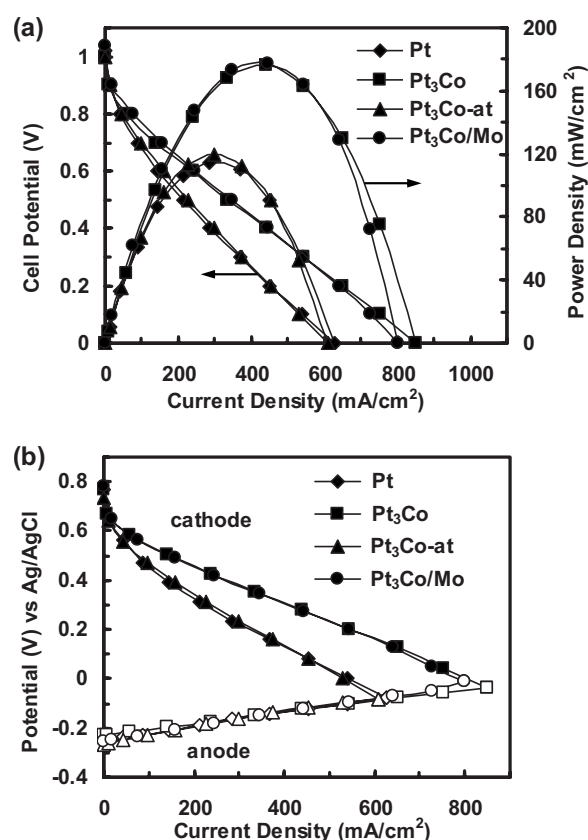 (a)
Pt
Pt₃Co
Pt₃Co-at
Pt₃Co/Mo
Cell Potential (V)
1
0.8
0.6
0.4
0.2
0
200
160
120
80
40
0
Power Density (mW/cm²)
0 200 400 600 800 1000
Current Density (mA/cm²)
(b)
Pt
Pt₃Co
Pt₃Co-at
Pt₃Co/Mo
cathode
anode
Potential (V) vs Ag/AgCl
0.8
0.6
0.4
0.2
0
-0.2
-0.4
0 200 400 600 800
Current Density (mA/cm²)